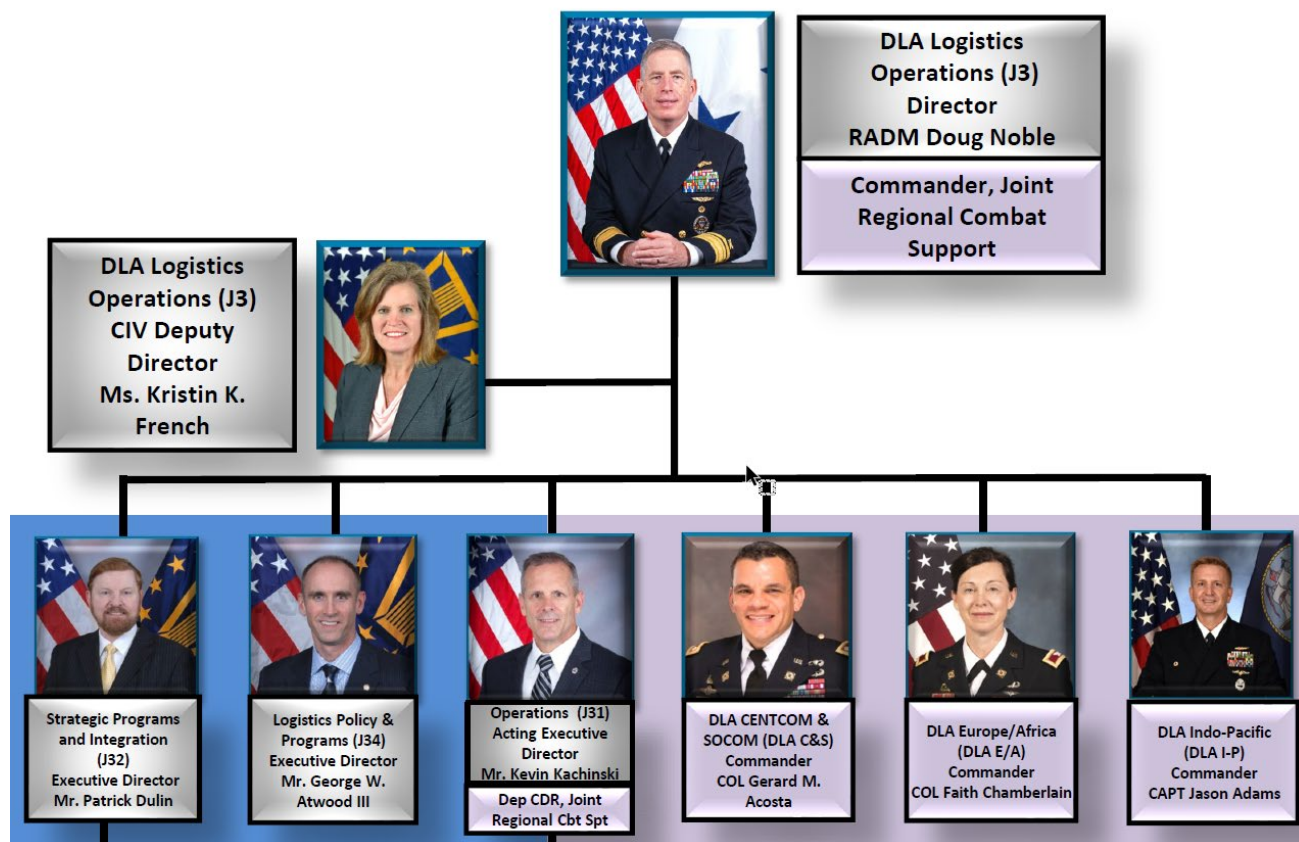 DLA Logistics
Operations (J3)
Director
RADM Doug Noble
Commander, Joint
Regional Combat
Support
DLA Logistics
Operations (J3)
CIV Deputy
Director
Ms. Kristin K.
French
Strategic Programs
and Integration
(J32)
Executive Director
Mr. Patrick Dulin
Logistics Policy &
Programs (J34)
Executive Director
Mr. George W.
Atwood III
Operations (J31)
Acting Executive
Director
Mr. Kevin Kachinski
Dep CDR, Joint
Regional Cbt Spt
DLA CENTCOM &
SOCOM (DLA C&S)
Commander
COL Gerard M.
Acosta
DLA Europe/Africa
(DLA E/A)
Commander
COL Faith Chamberlain
DLA Indo-Pacific
(DLA I-P)
Commander
CAPT Jason Adams